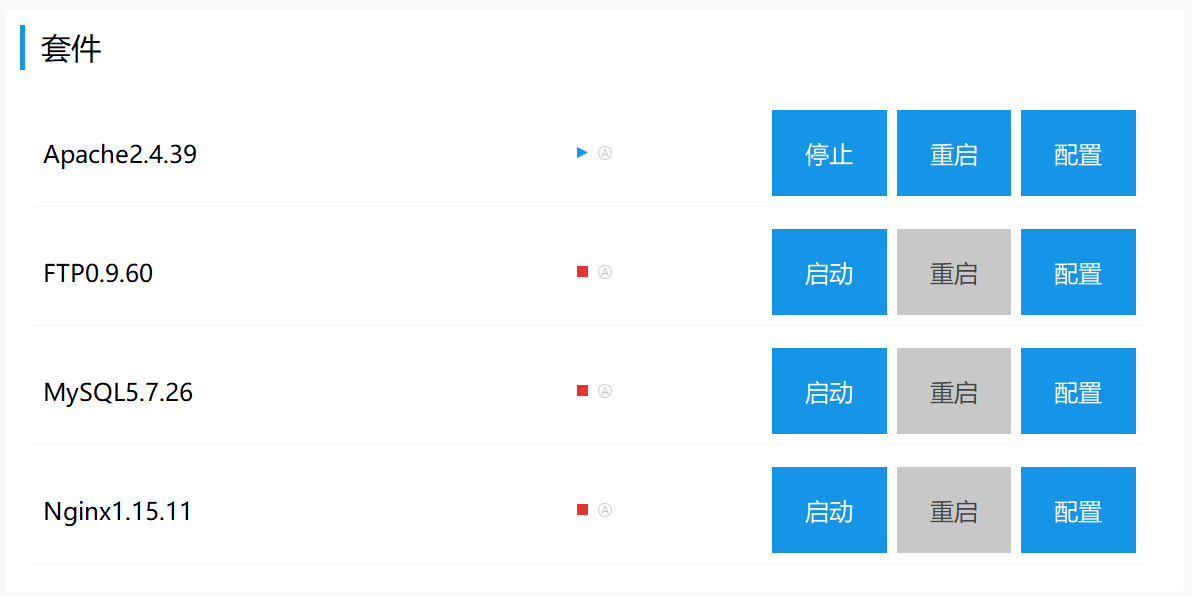 套件
Apache2.4.39 Ⓐ 停止 重启 配置
FTP0.9.60 Ⓐ 启动 重启 配置
MySQL5.7.26 Ⓐ 启动 重启 配置
Nginx1.15.11 Ⓐ 启动 重启 配置